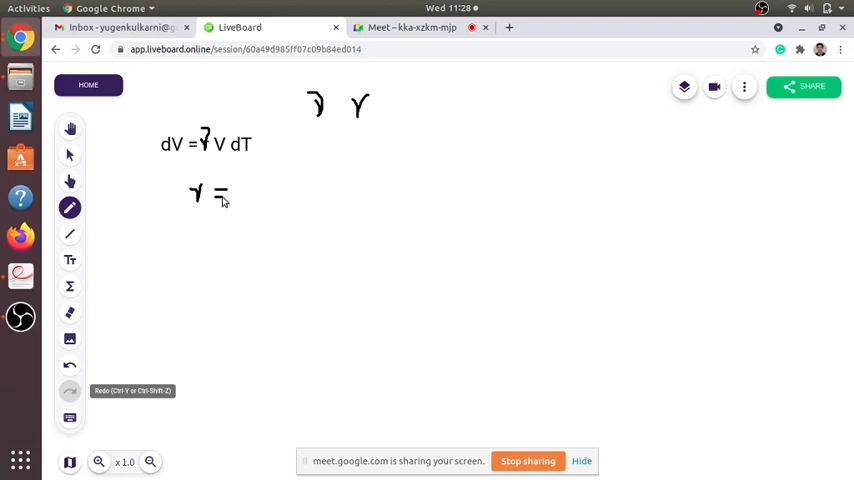 Activities
Google Chrome
Wed 11:28
Inbox - yugenkulkarni@g
LiveBoard
Meet – kka-xzkm-mjp
app.liveboard.online/session/60a49d985ff07c09b84ed014
HOME
SHARE
γ γ
dV = γ V dT
γ =
Tт
Σ
Redo (Ctrl-Y or Ctrl-Shift-Z)
x 1.0
meet.google.com is sharing your screen.
Stop sharing
Hide